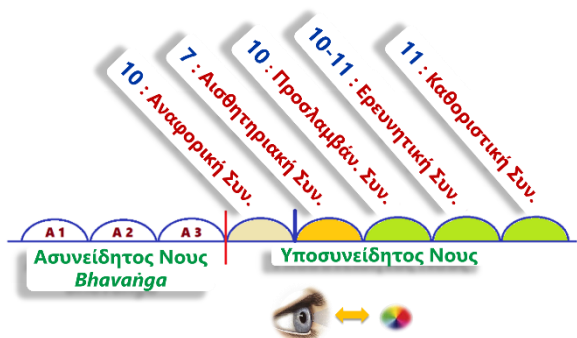 10 : Αναφορική Συν.
7 : Αισθητηριακή Συν.
10 : Προσλαμβάν. Συν.
10-11 : Ερευνητική Συν.
11 : Καθοριστική Συν.
A 1
A 2
A 3
Ασυνείδητος Νους
Bhavaṅga
Υποσυνείδητος Νους